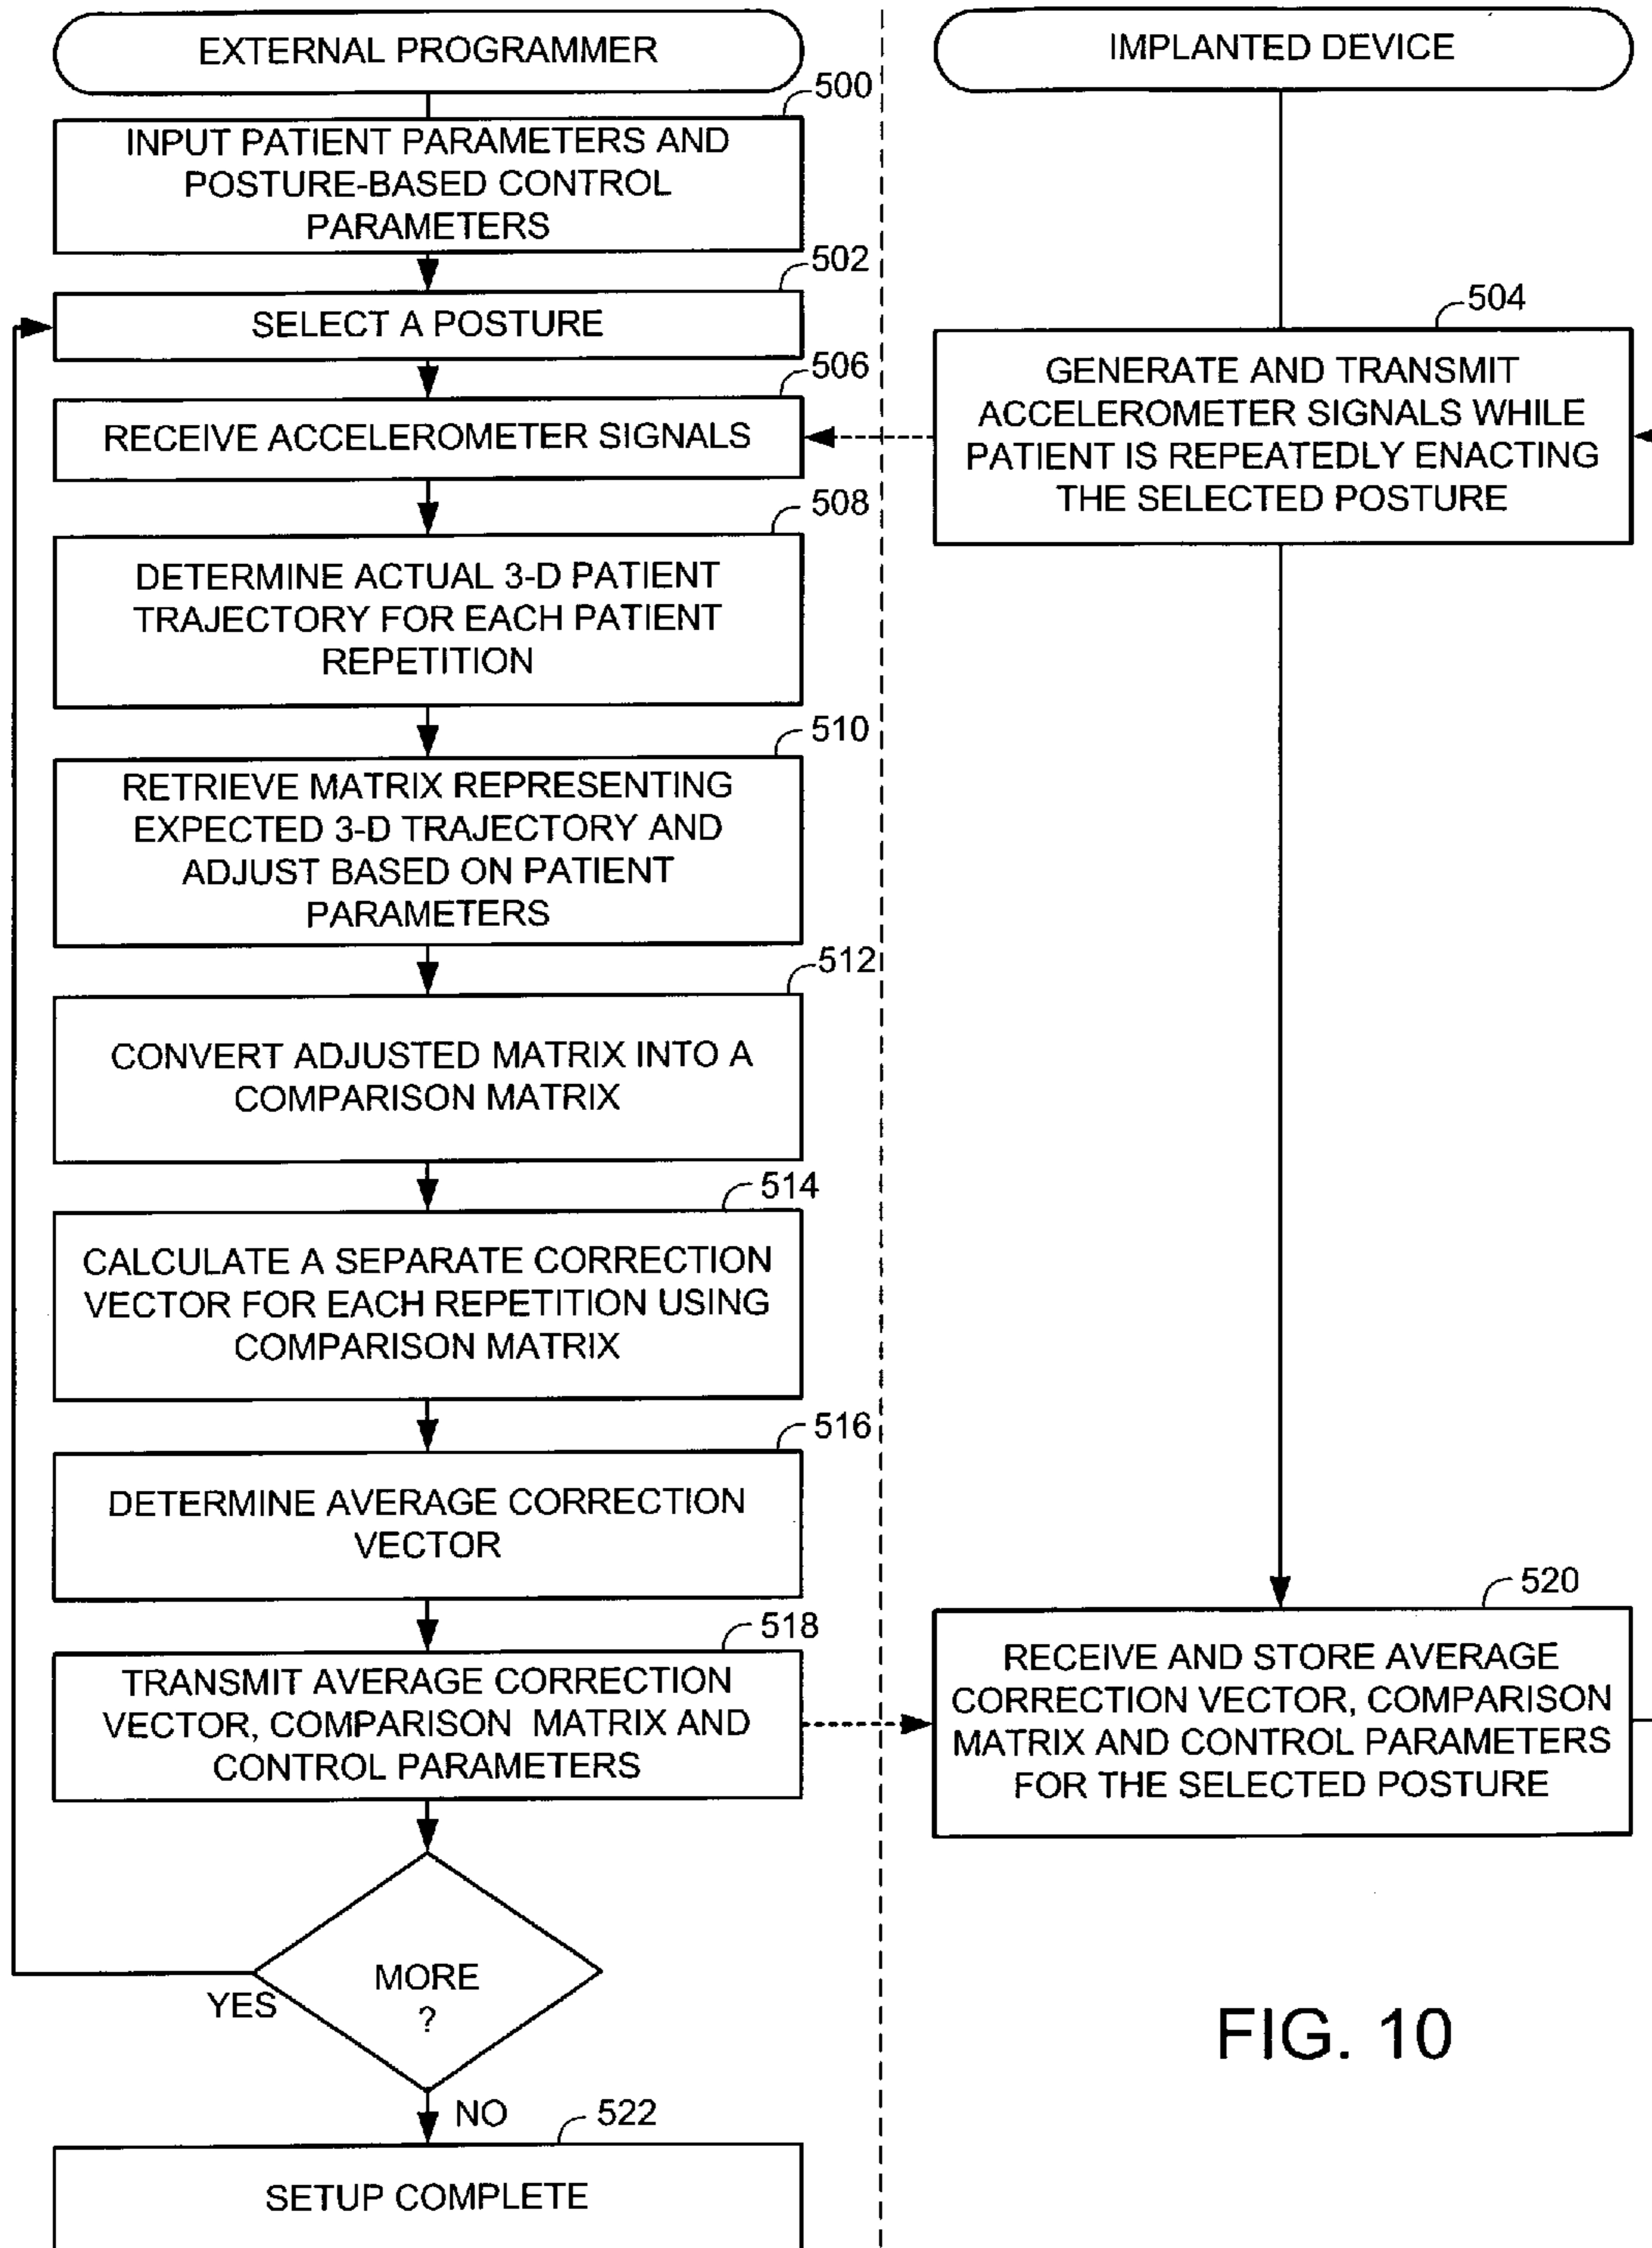 EXTERNAL PROGRAMMER
500
INPUT PATIENT PARAMETERS AND
POSTURE-BASED CONTROL
PARAMETERS
502
SELECT A POSTURE
506
RECEIVE ACCELEROMETER SIGNALS
508
DETERMINE ACTUAL 3-D PATIENT
TRAJECTORY FOR EACH PATIENT
REPETITION
510
RETRIEVE MATRIX REPRESENTING
EXPECTED 3-D TRAJECTORY AND
ADJUST BASED ON PATIENT
PARAMETERS
512
CONVERT ADJUSTED MATRIX INTO A
COMPARISON MATRIX
514
CALCULATE A SEPARATE CORRECTION
VECTOR FOR EACH REPETITION USING
COMPARISON MATRIX
516
DETERMINE AVERAGE CORRECTION
VECTOR
518
TRANSMIT AVERAGE CORRECTION
VECTOR, COMPARISON MATRIX AND
CONTROL PARAMETERS
MORE
?
YES
NO
522
SETUP COMPLETE
IMPLANTED DEVICE
504
GENERATE AND TRANSMIT
ACCELEROMETER SIGNALS WHILE
PATIENT IS REPEATEDLY ENACTING
THE SELECTED POSTURE
520
RECEIVE AND STORE AVERAGE
CORRECTION VECTOR, COMPARISON
MATRIX AND CONTROL PARAMETERS
FOR THE SELECTED POSTURE
FIG. 10